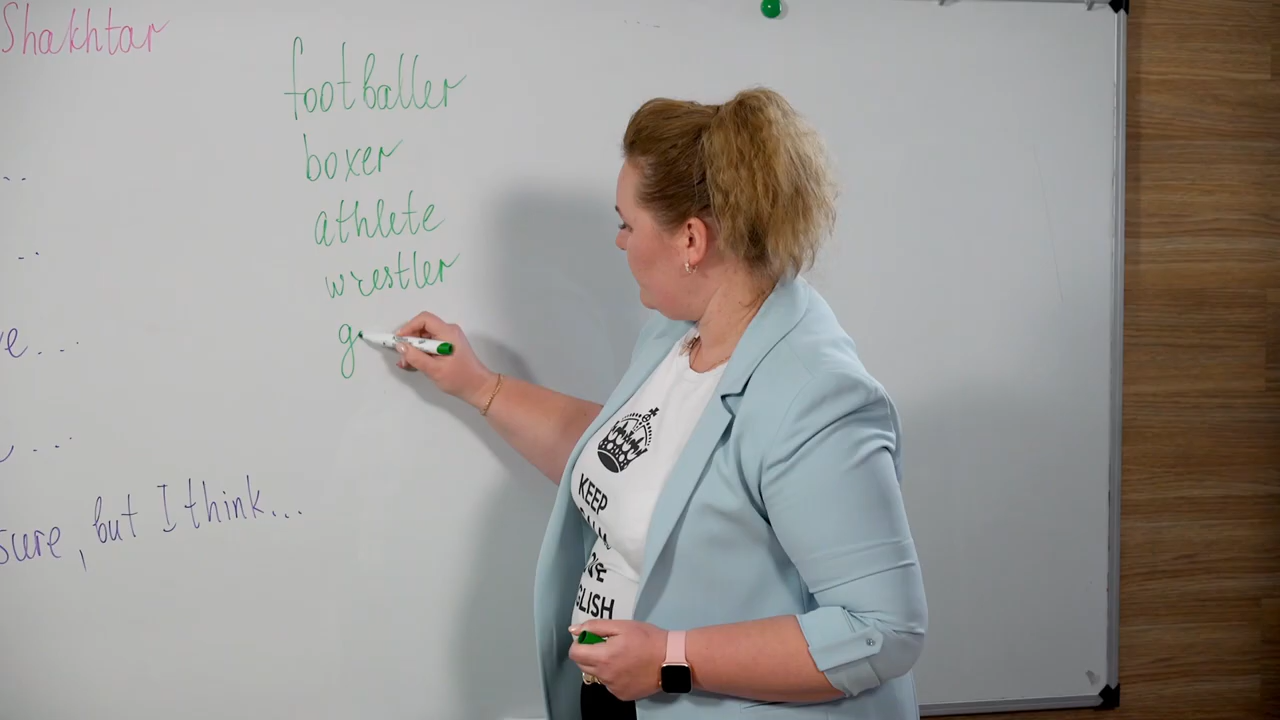 Shakhtar
footballer
boxer
athlete
wrestler
g
sure, but I think...
KEEP